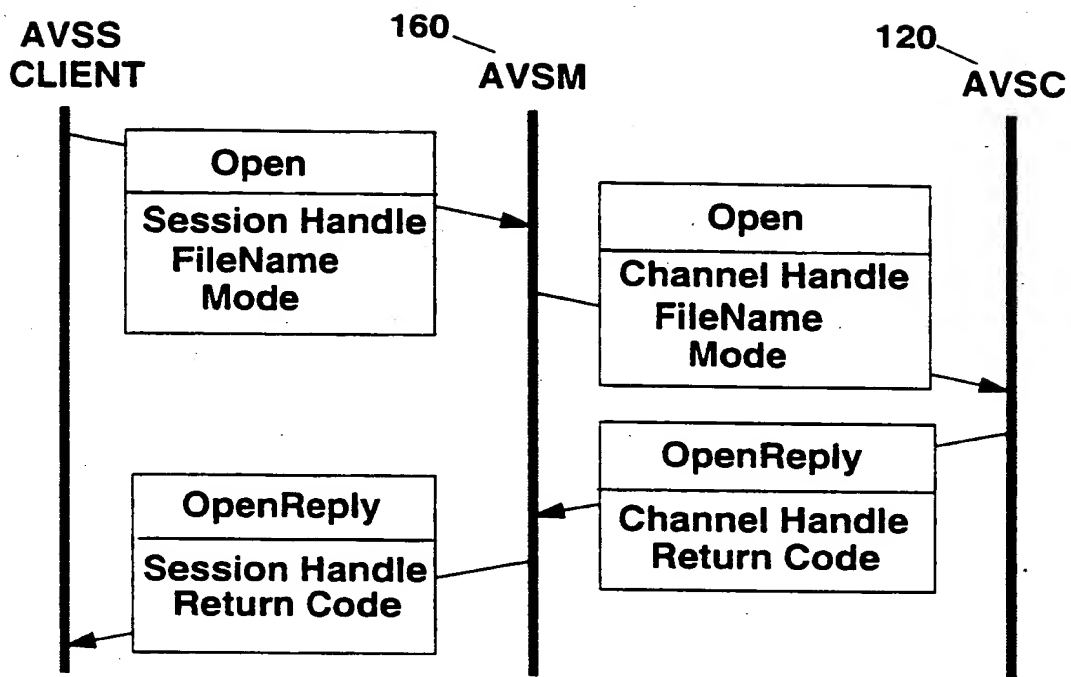 AVSS
CLIENT
160
AVSM
120
AVSC
Open
Session Handle
FileName
Mode
Open
Channel Handle
FileName
Mode
OpenReply
Channel Handle
Return Code
OpenReply
Session Handle
Return Code